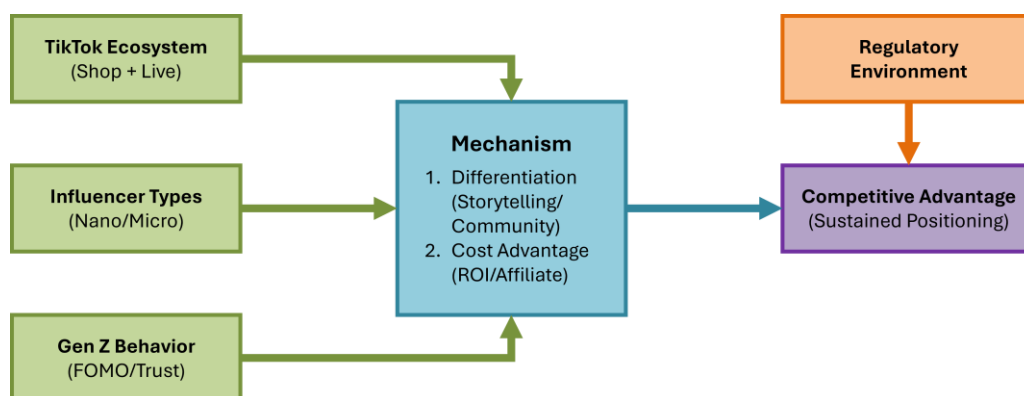 TikTok Ecosystem
(Shop + Live)
Influencer Types
(Nano/Micro)
Gen Z Behavior
(FOMO/Trust)
Mechanism
1. Differentiation
(Storytelling/
Community)
2. Cost Advantage
(ROI/Affiliate)
Regulatory
Environment
Competitive Advantage
(Sustained Positioning)